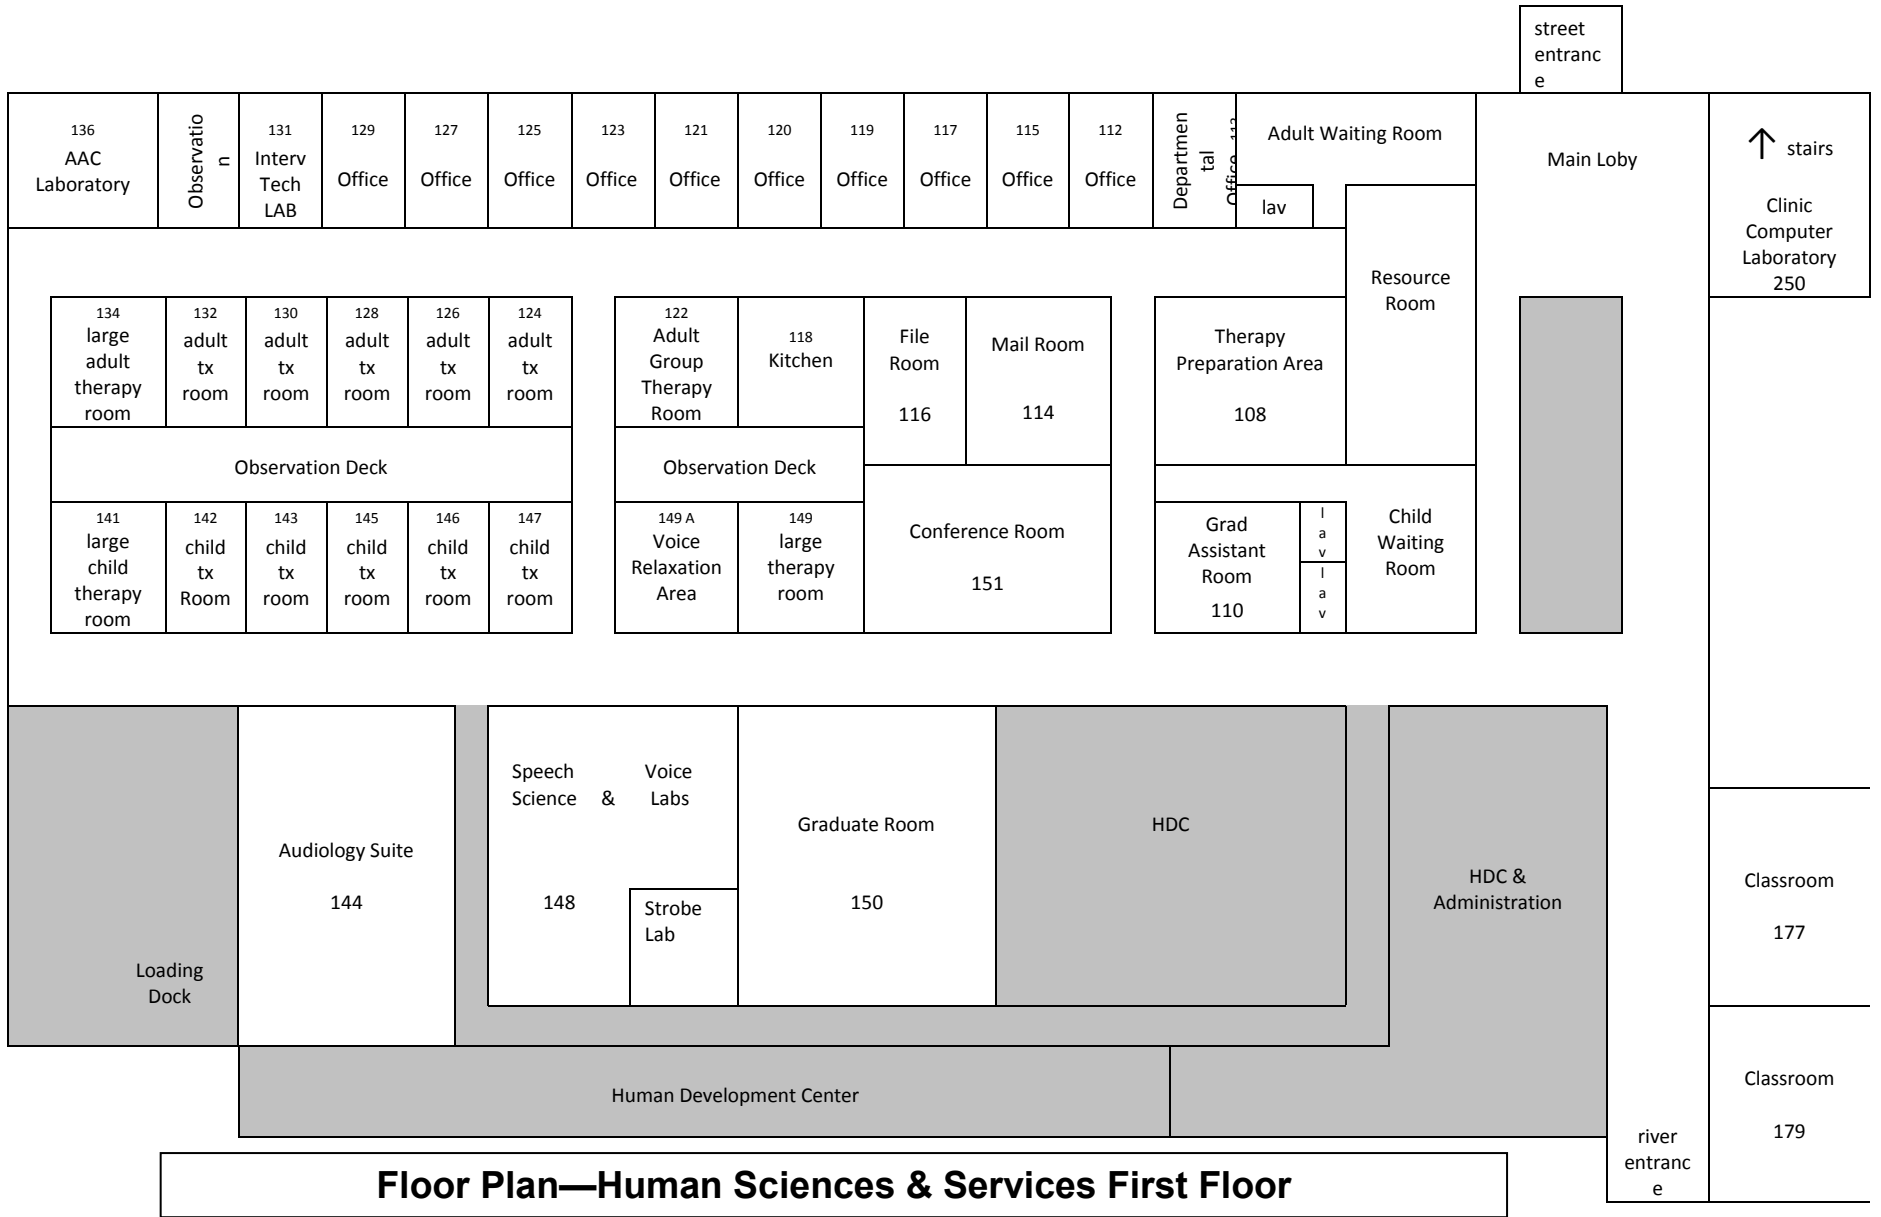 street
entranc
e
136
AAC
Laboratory
Observatio
n
131
Interv
Tech
LAB
129
Office
127
Office
125
Office
123
Office
121
Office
120
Office
119
Office
117
Office
115
Office
112
Office
Departmen
tal
Office 113
Adult Waiting Room
lav
Main Loby
↑ stairs
Clinic
Computer
Laboratory
250
Resource
Room
134
large
adult
therapy
room
132
adult
tx
room
130
adult
tx
room
128
adult
tx
room
126
adult
tx
room
124
adult
tx
room
122
Adult
Group
Therapy
Room
118
Kitchen
File
Room
116
Mail Room
114
Therapy
Preparation Area
108
Observation Deck
Observation Deck
141
large
child
therapy
room
142
child
tx
Room
143
child
tx
room
145
child
tx
room
146
child
tx
room
147
child
tx
room
149 A
Voice
Relaxation
Area
149
large
therapy
room
Conference Room
151
Grad
Assistant
Room
110
l
a
v
l
a
v
Child
Waiting
Room
Loading
Dock
Audiology Suite
144
Speech Voice
Science & Labs
148
Strobe
Lab
Graduate Room
150
HDC
HDC &
Administration
Classroom
177
Classroom
179
Human Development Center
river
entranc
e
Floor Plan—Human Sciences & Services First Floor